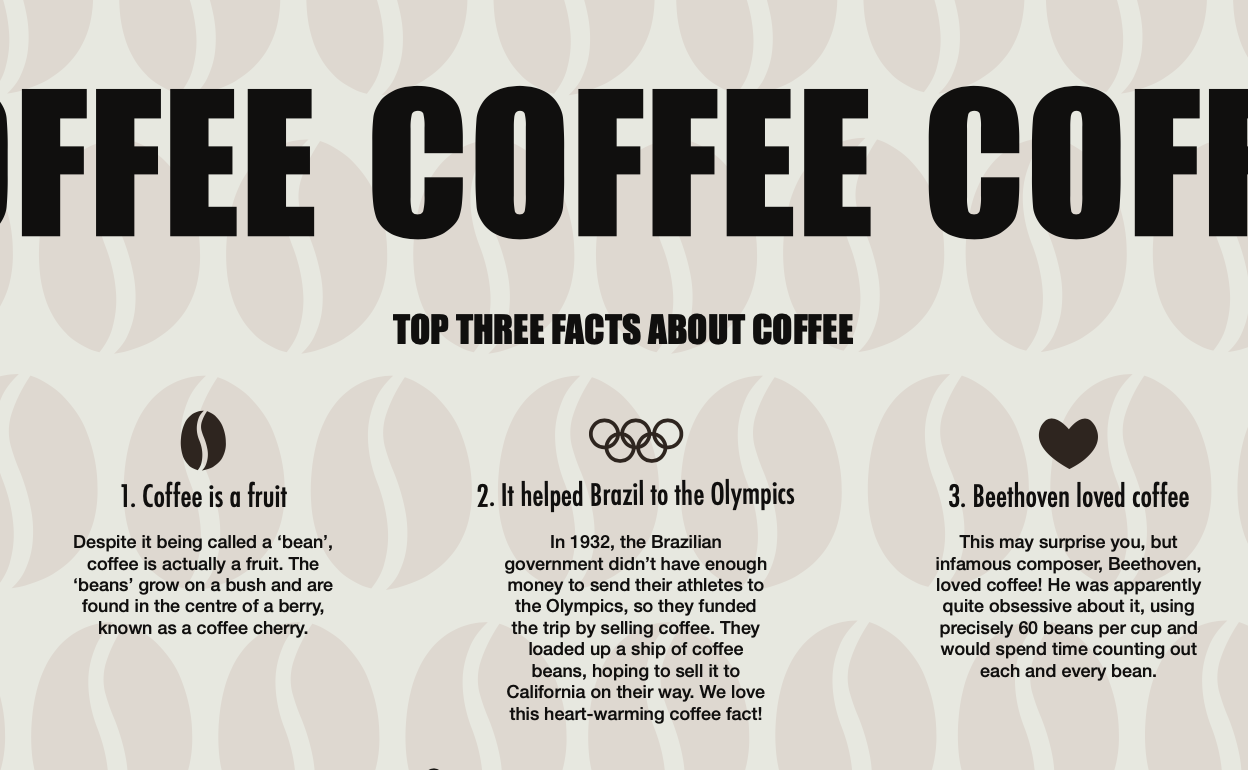 OFFEE COFFEE COFF
TOP THREE FACTS ABOUT COFFEE
1. Coffee is a fruit
Despite it being called a ‘bean’,
coffee is actually a fruit. The
‘beans’ grow on a bush and are
found in the centre of a berry,
known as a coffee cherry.
2. It helped Brazil to the Olympics
In 1932, the Brazilian
government didn’t have enough
money to send their athletes to
the Olympics, so they funded
the trip by selling coffee. They
loaded up a ship of coffee
beans, hoping to sell it to
California on their way. We love
this heart-warming coffee fact!
3. Beethoven loved coffee
This may surprise you, but
infamous composer, Beethoven,
loved coffee! He was apparently
quite obsessive about it, using
precisely 60 beans per cup and
would spend time counting out
each and every bean.